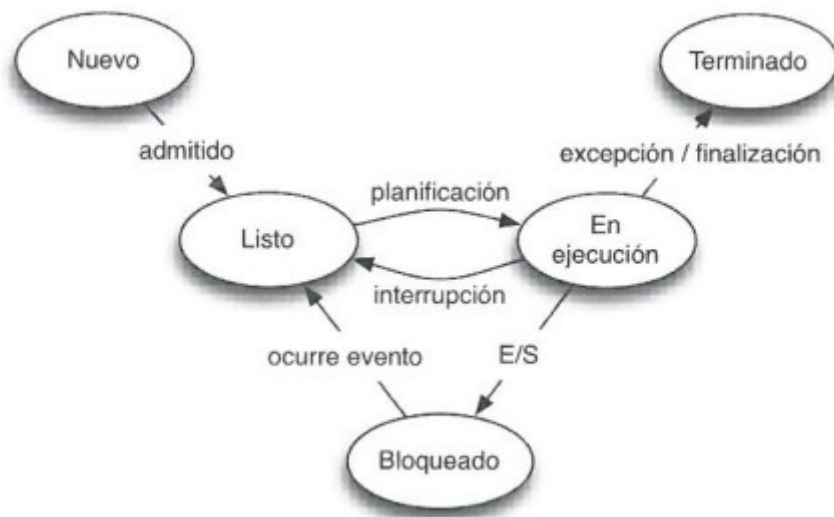 Nuevo
Terminado
admitido
excepción / finalización
planificación
Listo
En
ejecución
interrupción
ocurre evento
E/S
Bloqueado